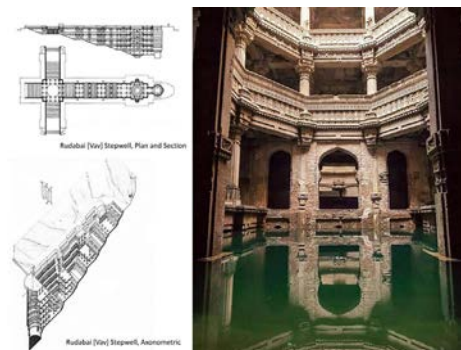 Rudabai (Vav) Stepwell, Plan and Section
Rudabai (Vav) Stepwell, Axonometric